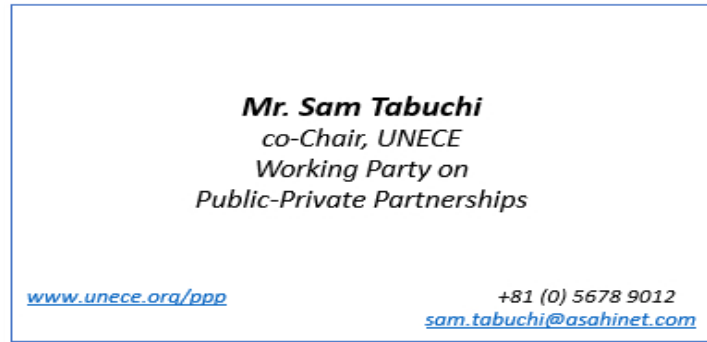 Mr. Sam Tabuchi
co-Chair, UNECE
Working Party on
Public-Private Partnerships
www.unece.org/ppp
+81 (0) 5678 9012
sam.tabuchi@asahinet.com